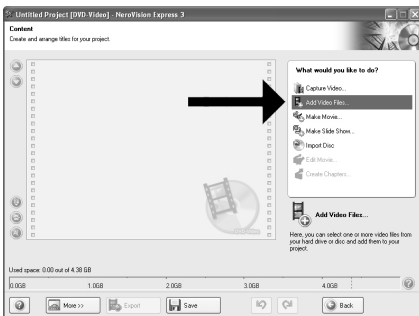 Untitled Project [DVD-Video] - NeroVision Express 3
Content
Create and arrange titles for your project.
What would you like to do?
Capture Video...
Add Video Files...
Make Movie...
Make Slide Show...
Import Disc
Edit Movie...
Create Chapters...
Add Video Files...
Here, you can select one or more video files from
your hard drive or disc and add them to your
project.
Used space: 0.00 out of 4.38 GB
0.0GB 1.0GB 2.0GB 3.0GB 4.0GB
More >> Export Save Back